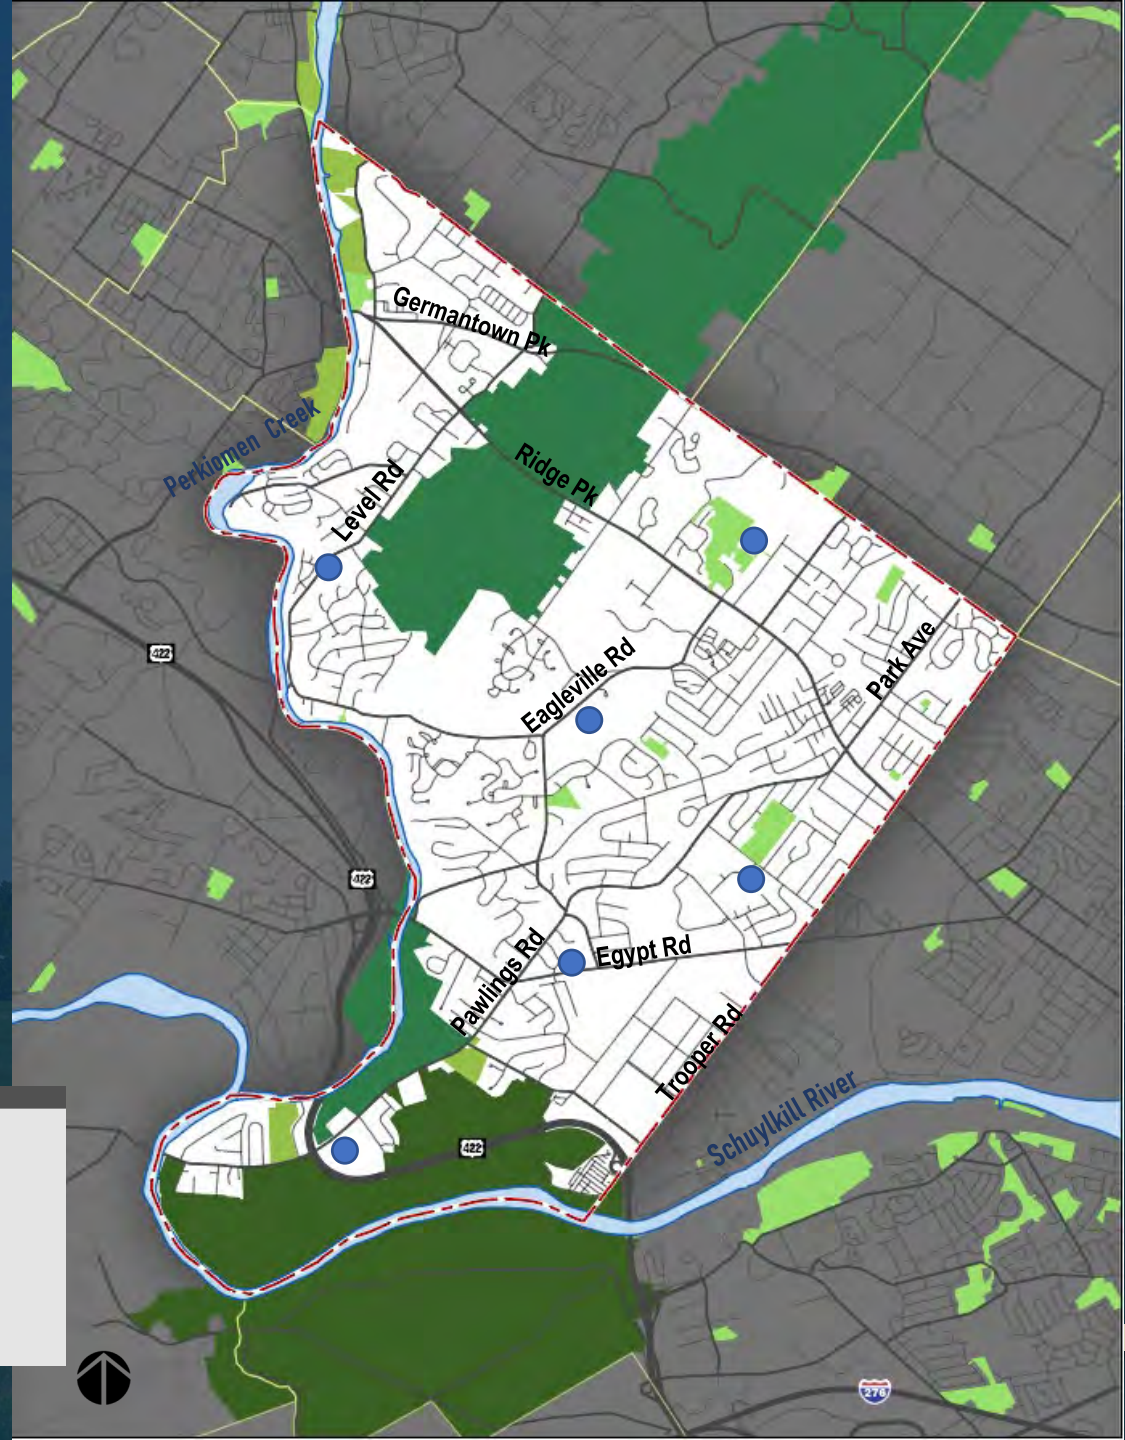 Germantown Pk
Perkiomen Creek
Level Rd
Ridge Pk
Park Ave
422
Eagleville Rd
422
Pawlings Rd
Egypt Rd
Trooper Rd
Schuylkill River
422
276